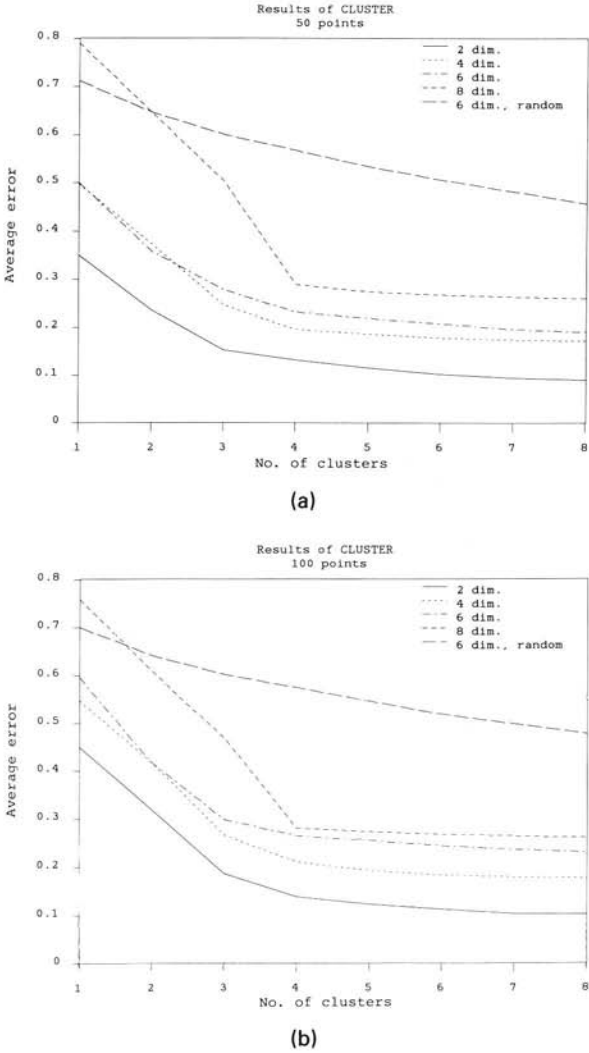 Results of CLUSTER
50 points
0.8
0.7
0.6
0.5
0.4
0.3
0.2
0.1
0
Average error
2 dim.
4 dim.
6 dim.
8 dim.
6 dim., random
1 2 3 4 5 6 7 8
No. of clusters
(a)
Results of CLUSTER
100 points
0.8
0.7
0.6
0.5
0.4
0.3
0.2
0.1
0
Average error
2 dim.
4 dim.
6 dim.
8 dim.
6 dim., random
1 2 3 4 5 6 7 8
No. of clusters
(b)